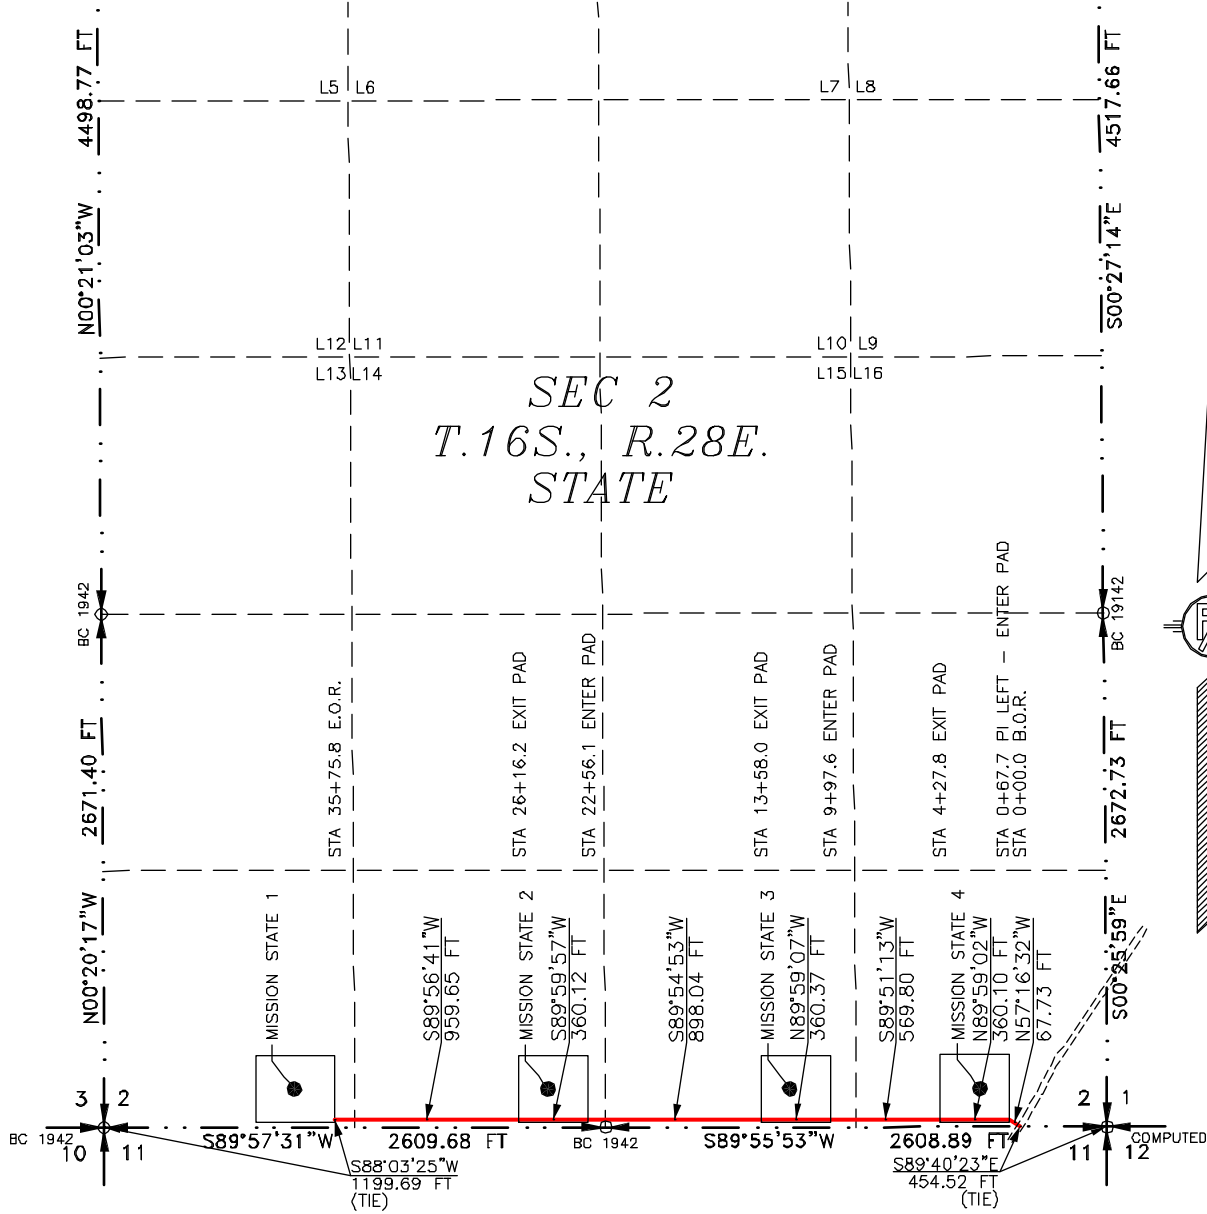 4498.77 FT
4517.66 FT
L5 L6
L7 L8
N00°21'03"W
S00°27'14"E
L12 L11
L10 L9
L13 L14
L15 L16
SEC 2
T.16S., R.28E.
STATE
BC 1942
BC 19142
2671.40 FT
2672.73 FT
STA 35+75.8 E.O.R.
STA 26+16.2 EXIT PAD
STA 22+56.1 ENTER PAD
STA 13+58.0 EXIT PAD
STA 9+97.6 ENTER PAD
STA 4+27.8 EXIT PAD
STA 0+67.7 PI LEFT - ENTER PAD
STA 0+00.0 B.O.R.
N00°20'17"W
S00°25'59"E
MISSION STATE 1
S89°56'41"W
959.65 FT
MISSION STATE 2
S89°59'57"W
360.12 FT
S89°54'53"W
898.04 FT
MISSION STATE 3
N89°59'07"W
360.37 FT
S89°51'13"W
569.80 FT
MISSION STATE 4
N89°59'02"W
360.10 FT
N57°16'32"W
67.73 FT
3 2
2 1
BC 1942
10 11
S89°57'31"W
2609.68 FT
BC 1942
S89°55'53"W
2608.89 FT
11 12
COMPUTED
S88°03'25"W
1199.69 FT
(TIE)
S89°40'23"E
454.52 FT
(TIE)